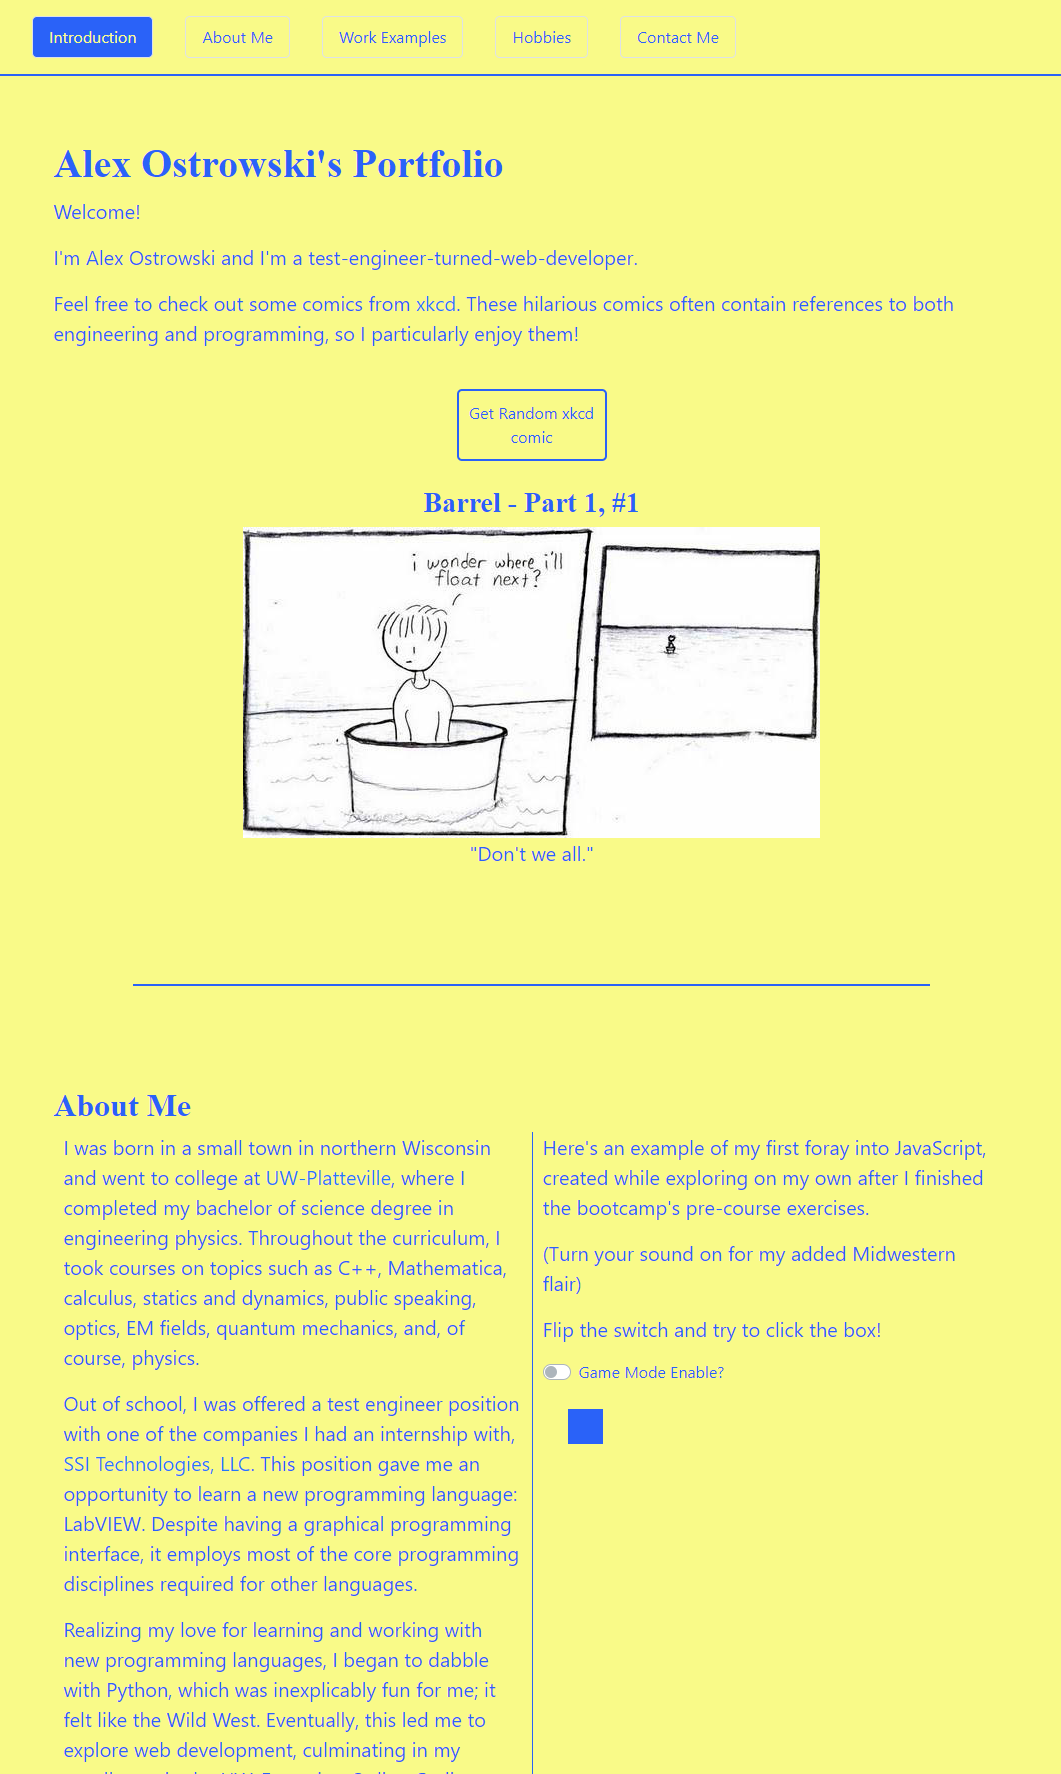 Introduction
About Me
Work Examples
Hobbies
Contact Me
Alex Ostrowski's Portfolio
Welcome!
I'm Alex Ostrowski and I'm a test-engineer-turned-web-developer.
Feel free to check out some comics from xkcd. These hilarious comics often contain references to both
engineering and programming, so I particularly enjoy them!
Get Random xkcd
comic
Barrel - Part 1, #1
i wonder where i'll
float next?
"Don't we all."
About Me
I was born in a small town in northern Wisconsin
and went to college at UW-Platteville, where I
completed my bachelor of science degree in
engineering physics. Throughout the curriculum, I
took courses on topics such as C++, Mathematica,
calculus, statics and dynamics, public speaking,
optics, EM fields, quantum mechanics, and, of
course, physics.
Out of school, I was offered a test engineer position
with one of the companies I had an internship with,
SSI Technologies, LLC. This position gave me an
opportunity to learn a new programming language:
LabVIEW. Despite having a graphical programming
interface, it employs most of the core programming
disciplines required for other languages.
Realizing my love for learning and working with
new programming languages, I began to dabble
with Python, which was inexplicably fun for me; it
felt like the Wild West. Eventually, this led me to
explore web development, culminating in my
Here's an example of my first foray into JavaScript,
created while exploring on my own after I finished
the bootcamp's pre-course exercises.
(Turn your sound on for my added Midwestern
flair)
Flip the switch and try to click the box!
Game Mode Enable?